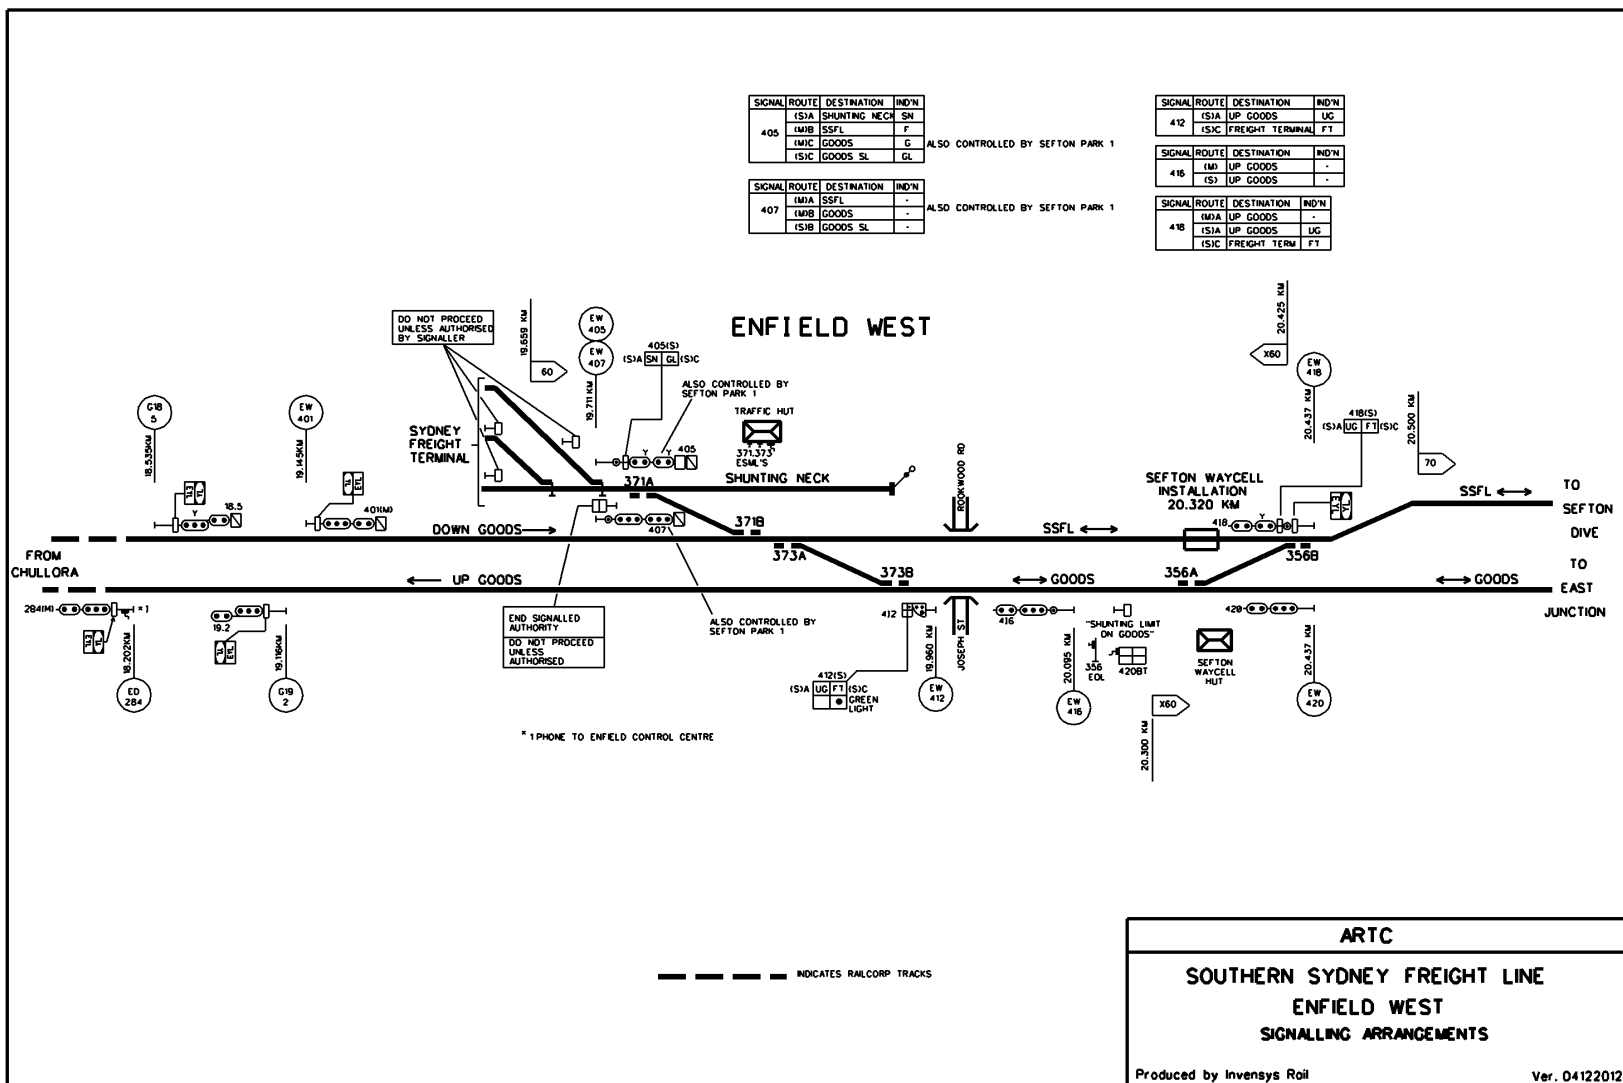 SIGNAL ROUTE DESTINATION IND'N
405 (S)A SHUNTING NECK SN
(M)B SSFL F
(M)C GOODS G
(S)C GOODS SL GL
ALSO CONTROLLED BY SEFTON PARK 1
SIGNAL ROUTE DESTINATION IND'N
407 (M)A SSFL -
(M)B GOODS -
(S)B GOODS SL -
ALSO CONTROLLED BY SEFTON PARK 1
SIGNAL ROUTE DESTINATION IND'N
412 (S)A UP GOODS UG
(S)C FREIGHT TERMINAL FT
SIGNAL ROUTE DESTINATION IND'N
416 (M) UP GOODS -
(S) UP GOODS -
SIGNAL ROUTE DESTINATION IND'N
418 (M)A UP GOODS -
(S)A UP GOODS UG
(S)C FREIGHT TERM FT
ENFIELD WEST
DO NOT PROCEED
UNLESS AUTHORISED
BY SIGNALLER
19.659 KM
60
EW
405
EW
407
19.711 KM
405(S)
(S)A SN GL (S)C
ALSO CONTROLLED BY
SEFTON PARK 1
Y Y 405
TRAFFIC HUT
371,373
ESML'S
20.425 KM
X60
EW
418
20.437 KM
418(S)
(S)A UG FT (S)C
20.500 KM
70
G18
5
18.535KM
EW
401
19.145KM
SYDNEY
FREIGHT
TERMINAL
YL
EYL
Y 18.5
YL
EYL
401(M)
371A
SHUNTING NECK
ROOKWOOD RD
SEFTON WAYCELL
INSTALLATION
20.320 KM
418 Y
YL
EYL
SSFL
TO
SEFTON
DIVE
DOWN GOODS
407
371B
373A
SSFL
356B
FROM
CHULLORA
UP GOODS
373B
GOODS
356A
GOODS
TO
EAST
JUNCTION
284(M)
* 1
YL
EYL
18.202KM
ED
284
19.2
YL
EYL
19.116KM
G19
2
END SIGNALLED
AUTHORITY
DO NOT PROCEED
UNLESS
AUTHORISED
ALSO CONTROLLED BY
SEFTON PARK 1
412
412(S)
(S)A UG FT (S)C
GREEN
LIGHT
19.960 KM
EW
412
JOSEPH ST
416
20.095 KM
EW
416
"SHUNTING LIMIT
ON GOODS"
356
EOL
420BT
X60
20.300 KM
SEFTON
WAYCELL
HUT
420
20.437 KM
EW
420
* 1 PHONE TO ENFIELD CONTROL CENTRE
INDICATES RAILCORP TRACKS
ARTC
SOUTHERN SYDNEY FREIGHT LINE
ENFIELD WEST
SIGNALLING ARRANGEMENTS
Produced by Invensys Rail
Ver. 04122012